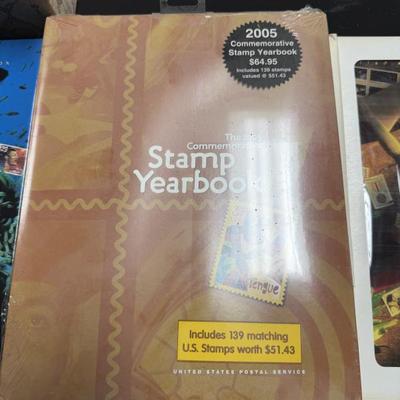 2005
Commemorative
Stamp Yearbook
$64.95
Includes 139 stamps
valued @ $51.43
The 2005
Commemorative
Stamp
Yearbook
Includes 139 matching
U.S. Stamps worth $51.43
UNITED STATES POSTAL SERVICE